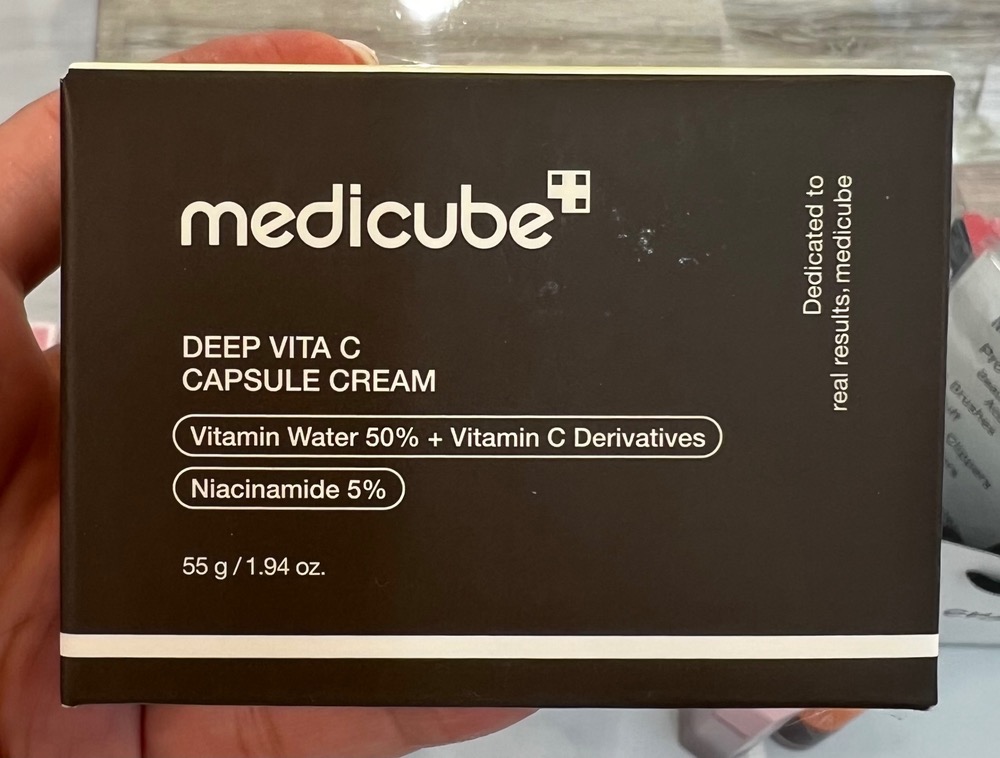 medicube
DEEP VITA C
CAPSULE CREAM
Vitamin Water 50% + Vitamin C Derivatives
Niacinamide 5%
55 g / 1.94 oz.
Dedicated to
real results, medicube
Brushes